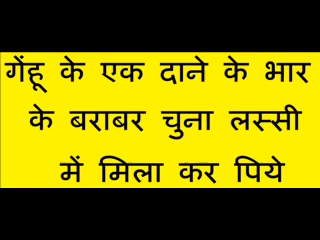 गेंहू के एक दाने के भार
के बराबर चुना लस्सी
में मिला कर पिये